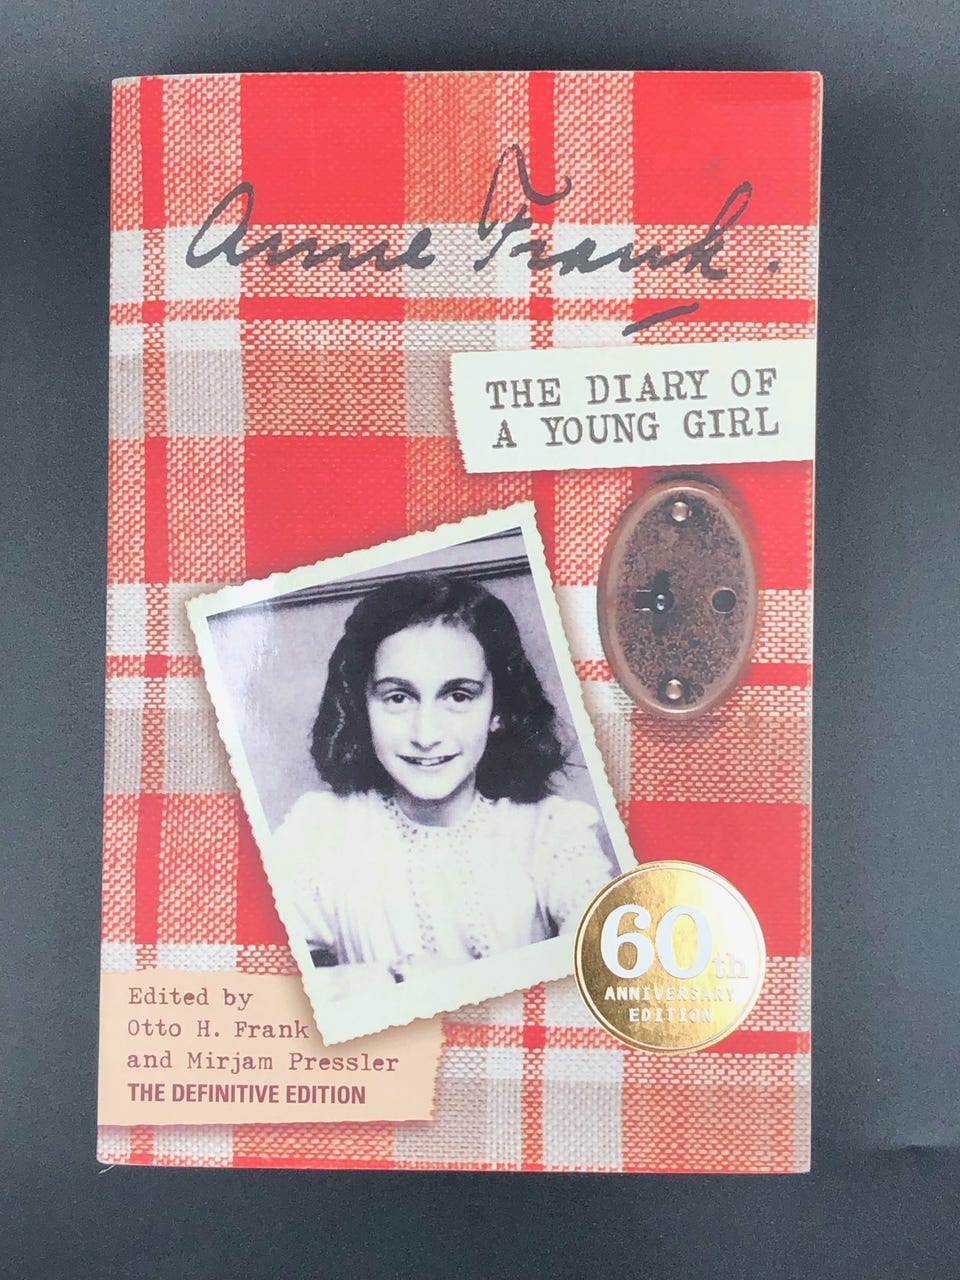 Anne Frank.
THE DIARY OF
A YOUNG GIRL
60th
ANNIVERSARY
EDITION
Edited by
Otto H. Frank
and Mirjam Pressler
THE DEFINITIVE EDITION